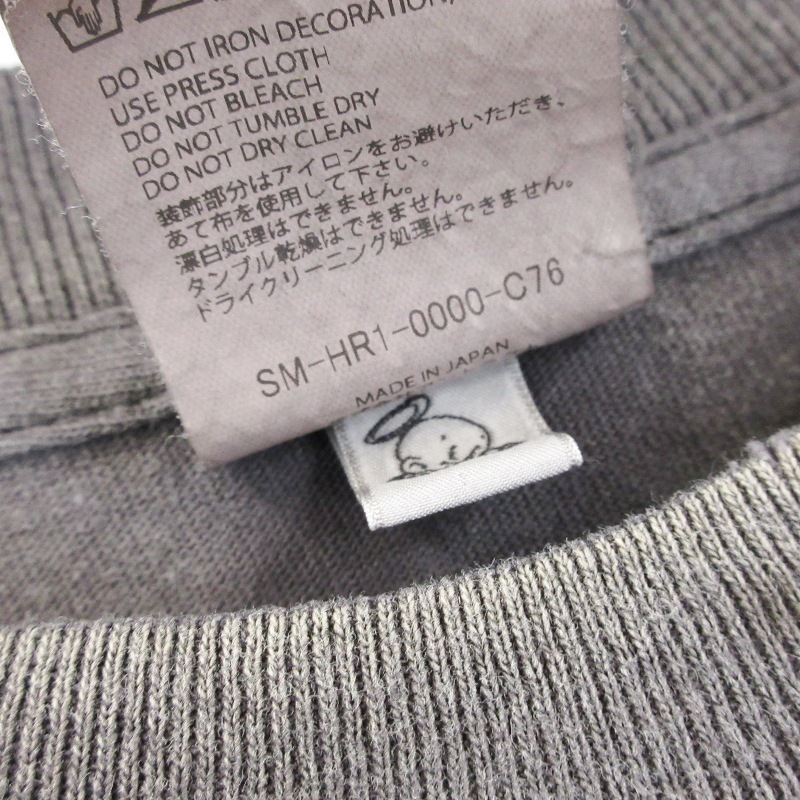 DO NOT IRON DECORATION,
USE PRESS CLOTH
DO NOT BLEACH
DO NOT TUMBLE DRY
DO NOT DRY CLEAN
装飾部分はアイロンをお避けいただき、
あて布を使用して下さい。
漂白処理はできません。
タンブル乾燥はできません。
ドライクリーニング処理はできません。
SM-HR1-0000-C76
MADE IN JAPAN